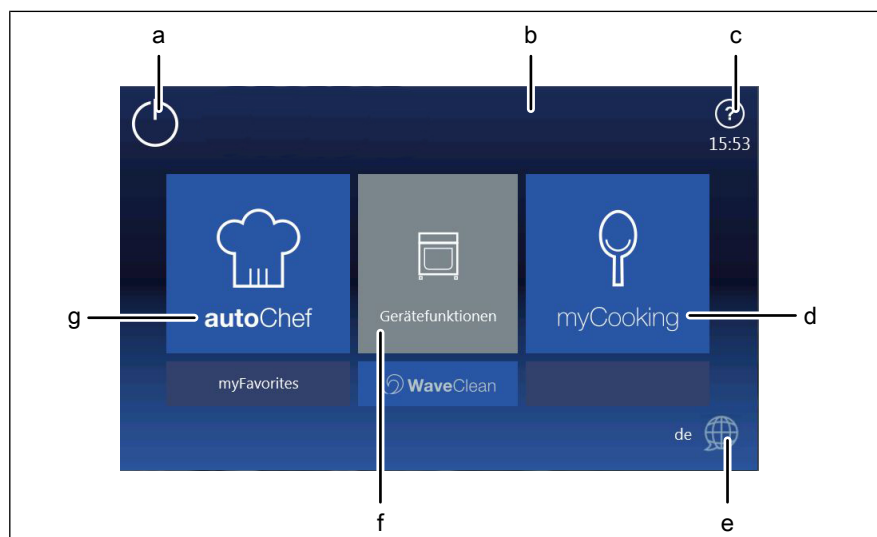 a b c
?
15:53
g autoChef Gerätefunktionen myCooking d
myFavorites WaveClean
de
f e